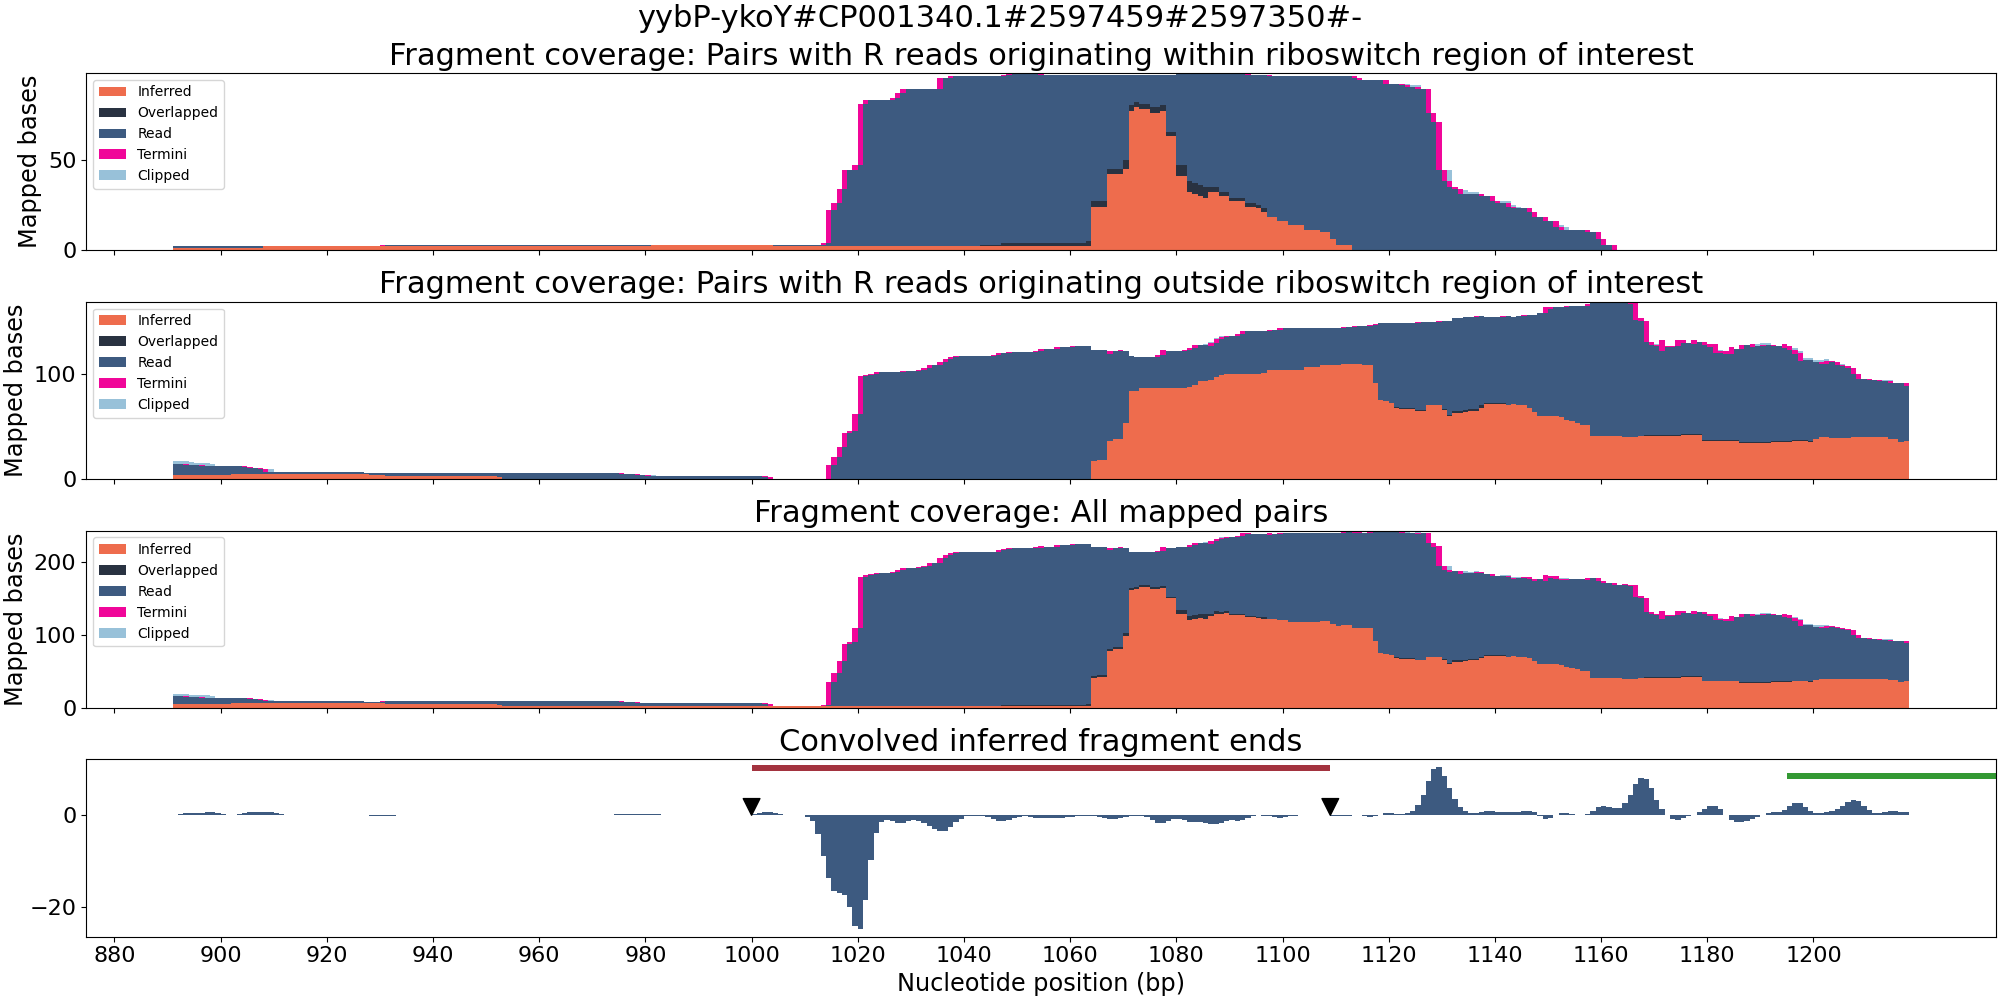 yybP-ykoY#CP001340.1#2597459#2597350#-
Fragment coverage: Pairs with R reads originating within riboswitch region of interest
Mapped bases
50
0
Inferred
Overlapped
Read
Termini
Clipped
Fragment coverage: Pairs with R reads originating outside riboswitch region of interest
Mapped bases
100
0
Inferred
Overlapped
Read
Termini
Clipped
Fragment coverage: All mapped pairs
Mapped bases
200
100
0
Inferred
Overlapped
Read
Termini
Clipped
Convolved inferred fragment ends
0
−20
880 900 920 940 960 980 1000 1020 1040 1060 1080 1100 1120 1140 1160 1180 1200
Nucleotide position (bp)